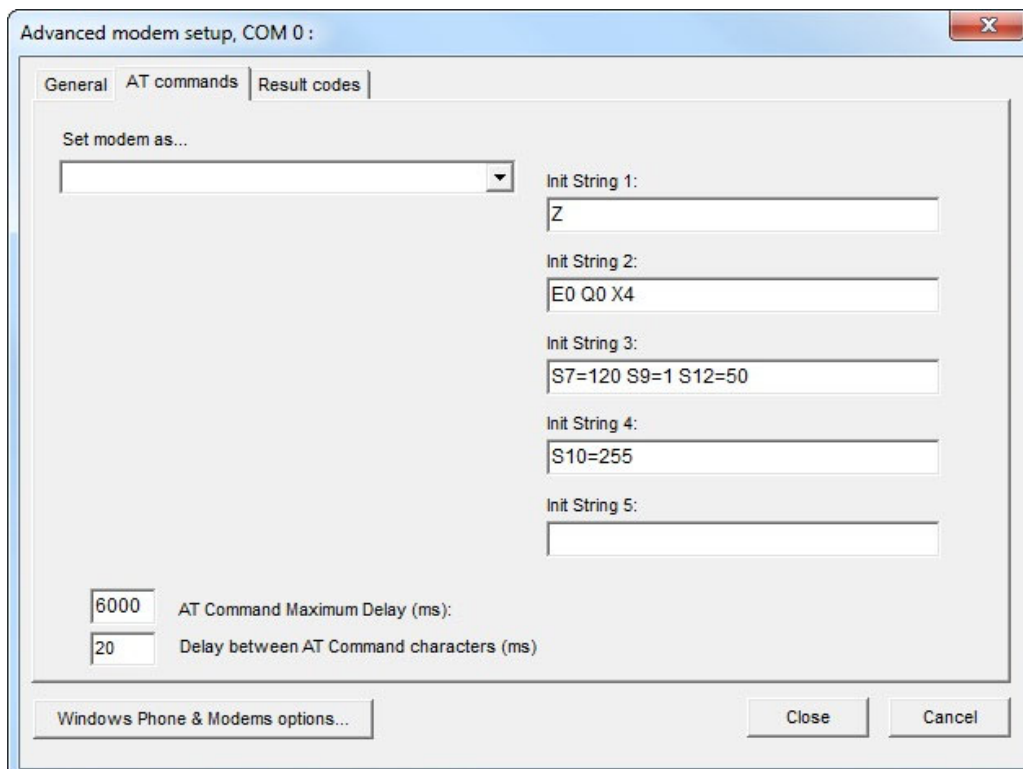 Advanced modem setup, COM 0 :
General AT commands Result codes
Set modem as...
Init String 1:
Z
Init String 2:
E0 Q0 X4
Init String 3:
S7=120 S9=1 S12=50
Init String 4:
S10=255
Init String 5:
6000 AT Command Maximum Delay (ms):
20 Delay between AT Command characters (ms)
Windows Phone & Modems options... Close Cancel